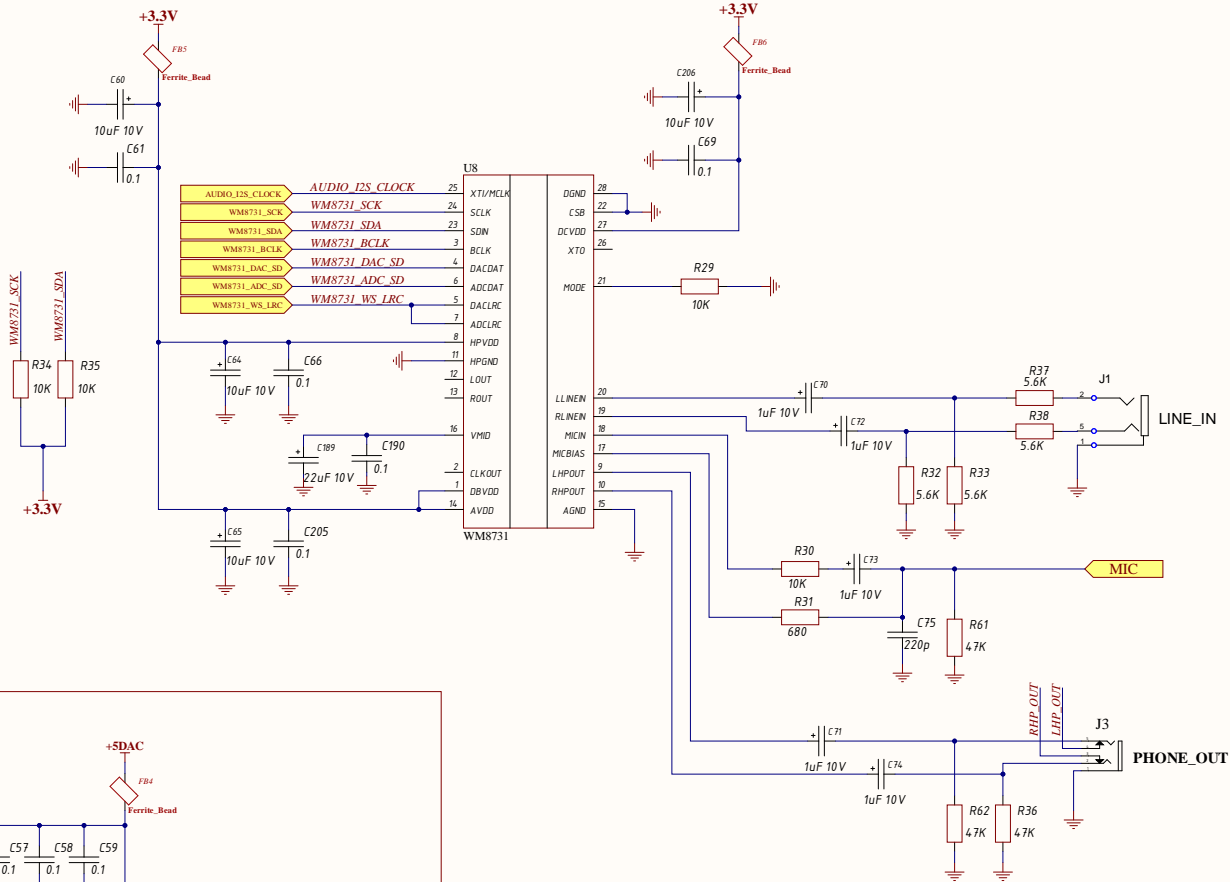 +3.3V
FB5
Ferrite_Bead
C60
+
10uF 10V
C61
0.1
+3.3V
FB6
Ferrite_Bead
C206
+
10uF 10V
C69
0.1
U8
AUDIO_I2S_CLOCK AUDIO_I2S_CLOCK 25 XTI/MCLK
WM8731_SCK WM8731_SCK 24 SCLK
WM8731_SDA WM8731_SDA 23 SDIN
WM8731_BCLK WM8731_BCLK 3 BCLK
WM8731_DAC_SD WM8731_DAC_SD 4 DACDAT
WM8731_ADC_SD WM8731_ADC_SD 6 ADCDAT
WM8731_WS_LRC WM8731_WS_LRC 5 DACLRC
7 ADCLRC
8 HPVDD
11 HPGND
12 LOUT
13 ROUT
16 VMID
2 CLKOUT
1 DBVDD
14 AVDD
WM8731
DGND 28
CSB 22
DCVDD 27
XTO 26
MODE 21
LLINEIN 20
RLINEIN 19
MICIN 18
MICBIAS 17
LHPOUT 9
RHPOUT 10
AGND 15
WM8731_SCK
WM8731_SDA
R34
10K
R35
10K
+3.3V
+ C64
10uF 10V
C66
0.1
+ C189
22uF 10V
C190
0.1
+ C65
10uF 10V
C205
0.1
R29
10K
+ C70
1uF 10V
+ C72
1uF 10V
R37
5.6K
R38
5.6K
J1
2
5
1
LINE_IN
R32
5.6K
R33
5.6K
R30
10K
+ C73
1uF 10V
R31
680
C75
220p
R61
47K
MIC
RHP_OUT
LHP_OUT
J3
PHONE_OUT
+ C71
1uF 10V
+ C74
1uF 10V
R62
47K
R36
47K
+5DAC
FB4
Ferrite_Bead
C57
0.1
C58
0.1
C59
0.1